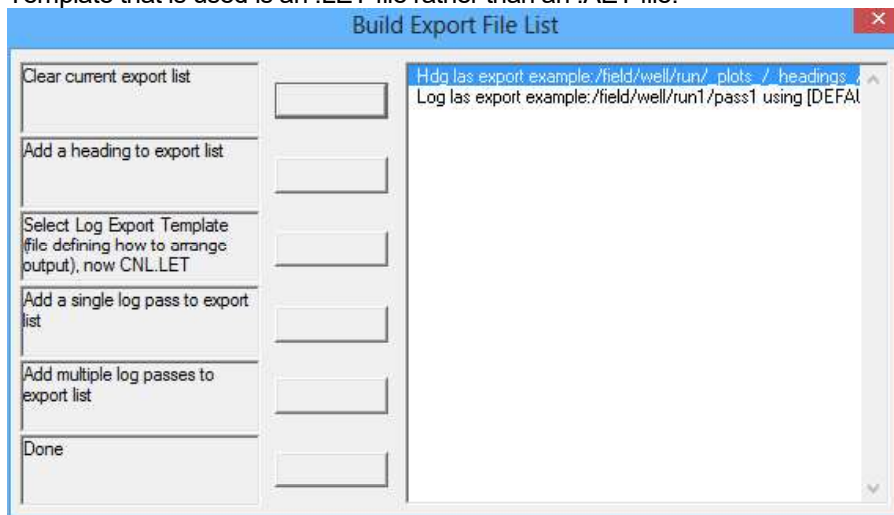 Template that is used is an .LET file rather than an .AET file.
Build Export File List
Clear current export list
Add a heading to export list
Select Log Export Template
(file defining how to arrange
output), now CNL.LET
Add a single log pass to export
list
Add multiple log passes to
export list
Done
Hdg las export example:/field/well/run/_plots_/_headings_/
Log las export example:/field/well/run1/pass1 using [DEFAU